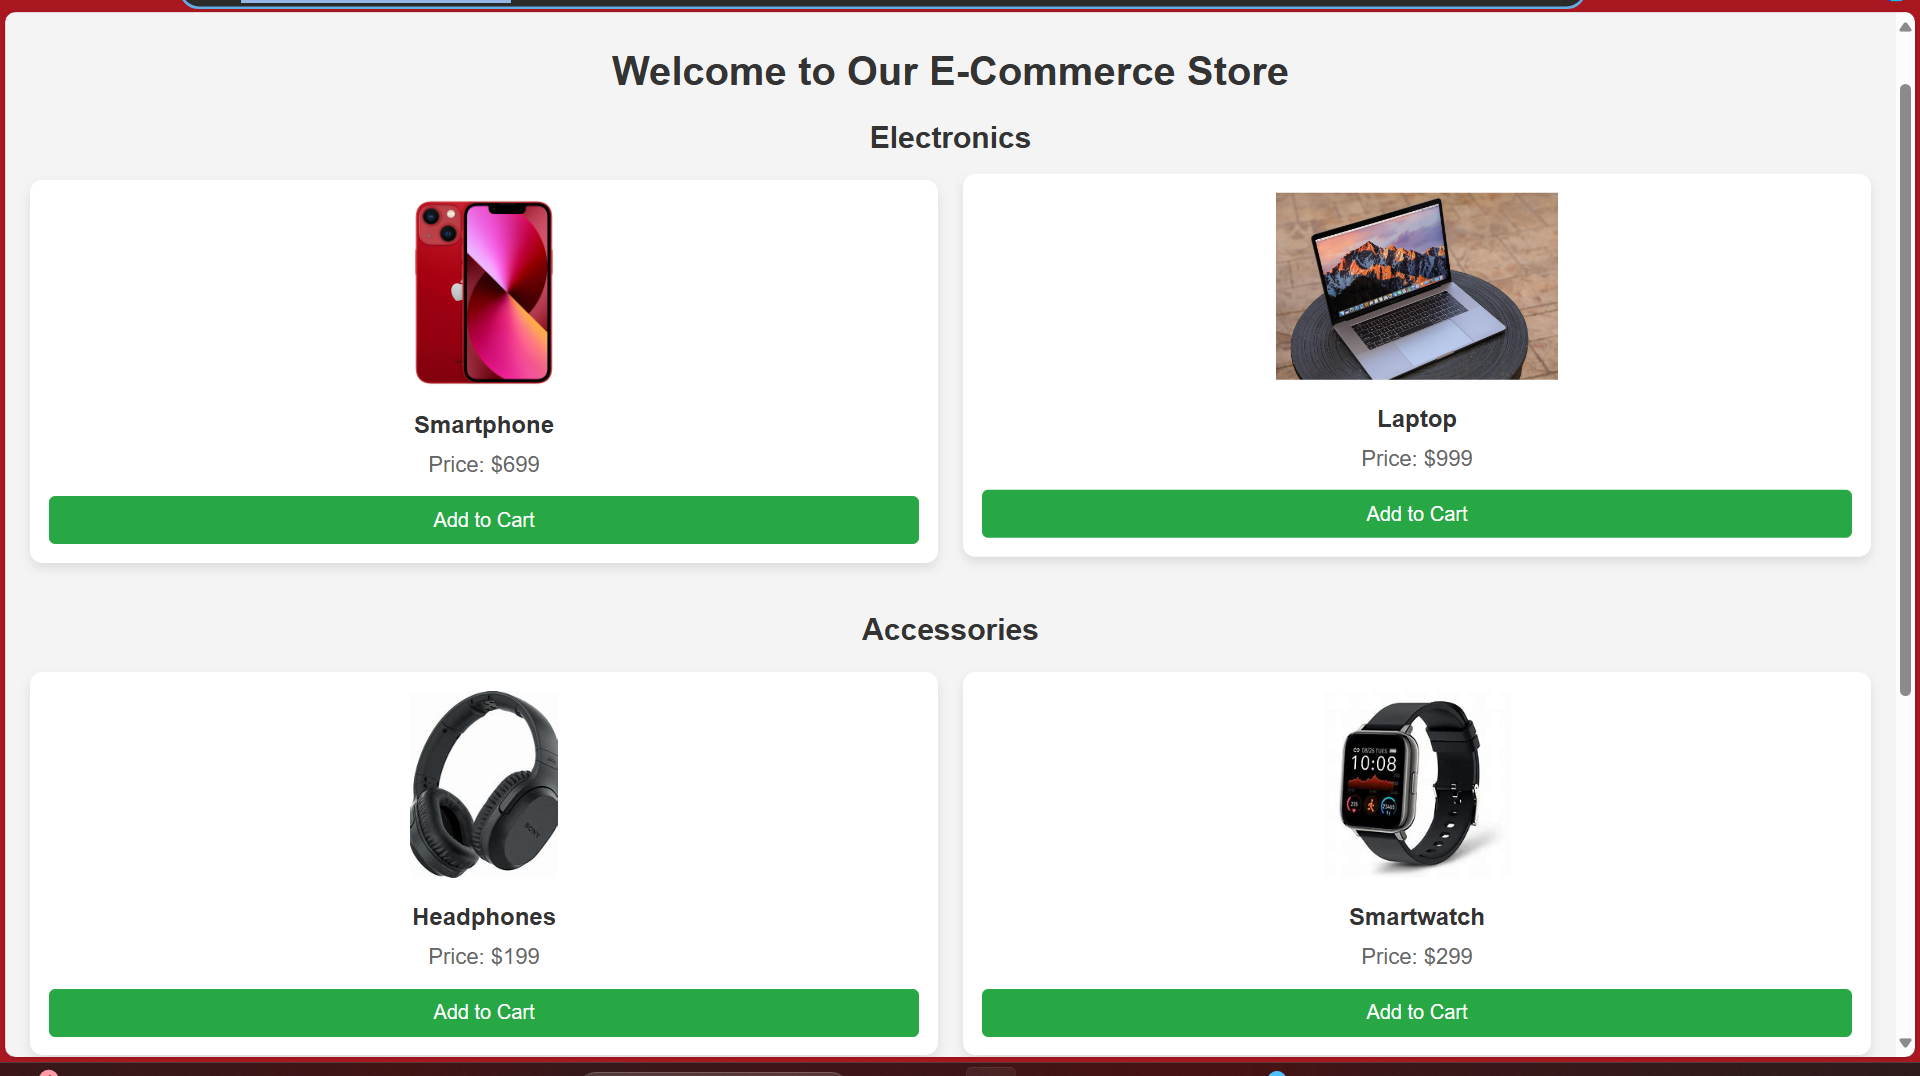 Welcome to Our E-Commerce Store
Electronics
Smartphone
Price: $699
Add to Cart
Laptop
Price: $999
Add to Cart
Accessories
SONY
Headphones
Price: $199
Add to Cart
10:08
Smartwatch
Price: $299
Add to Cart